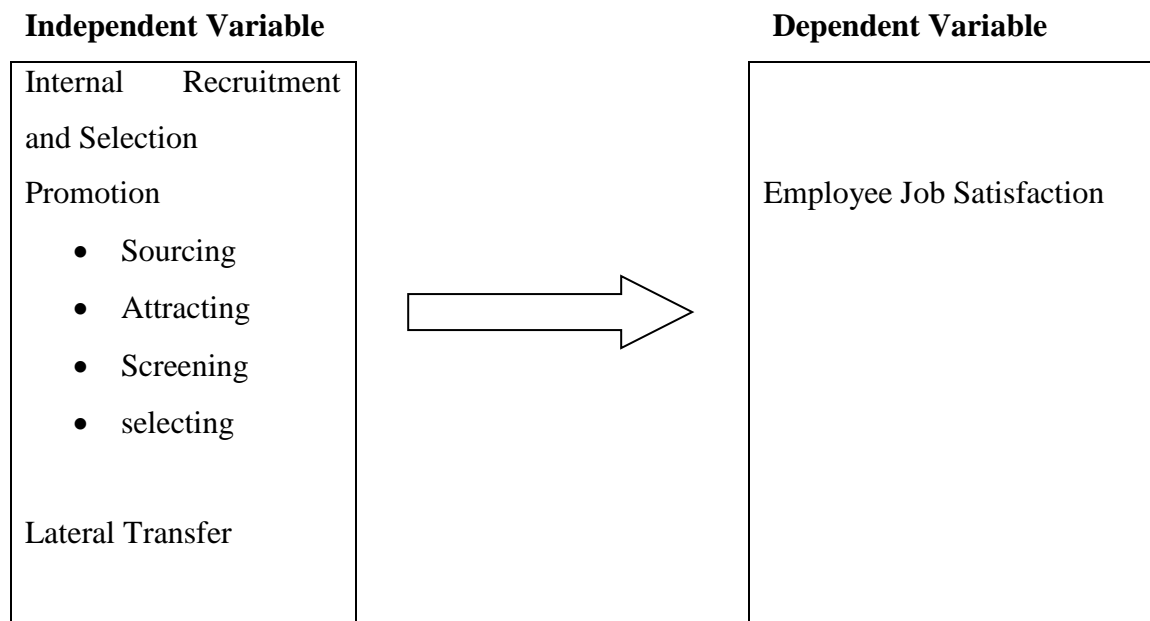 Independent Variable
Dependent Variable
Internal Recruitment
and Selection
Promotion
• Sourcing
• Attracting
• Screening
• selecting
Lateral Transfer
Employee Job Satisfaction